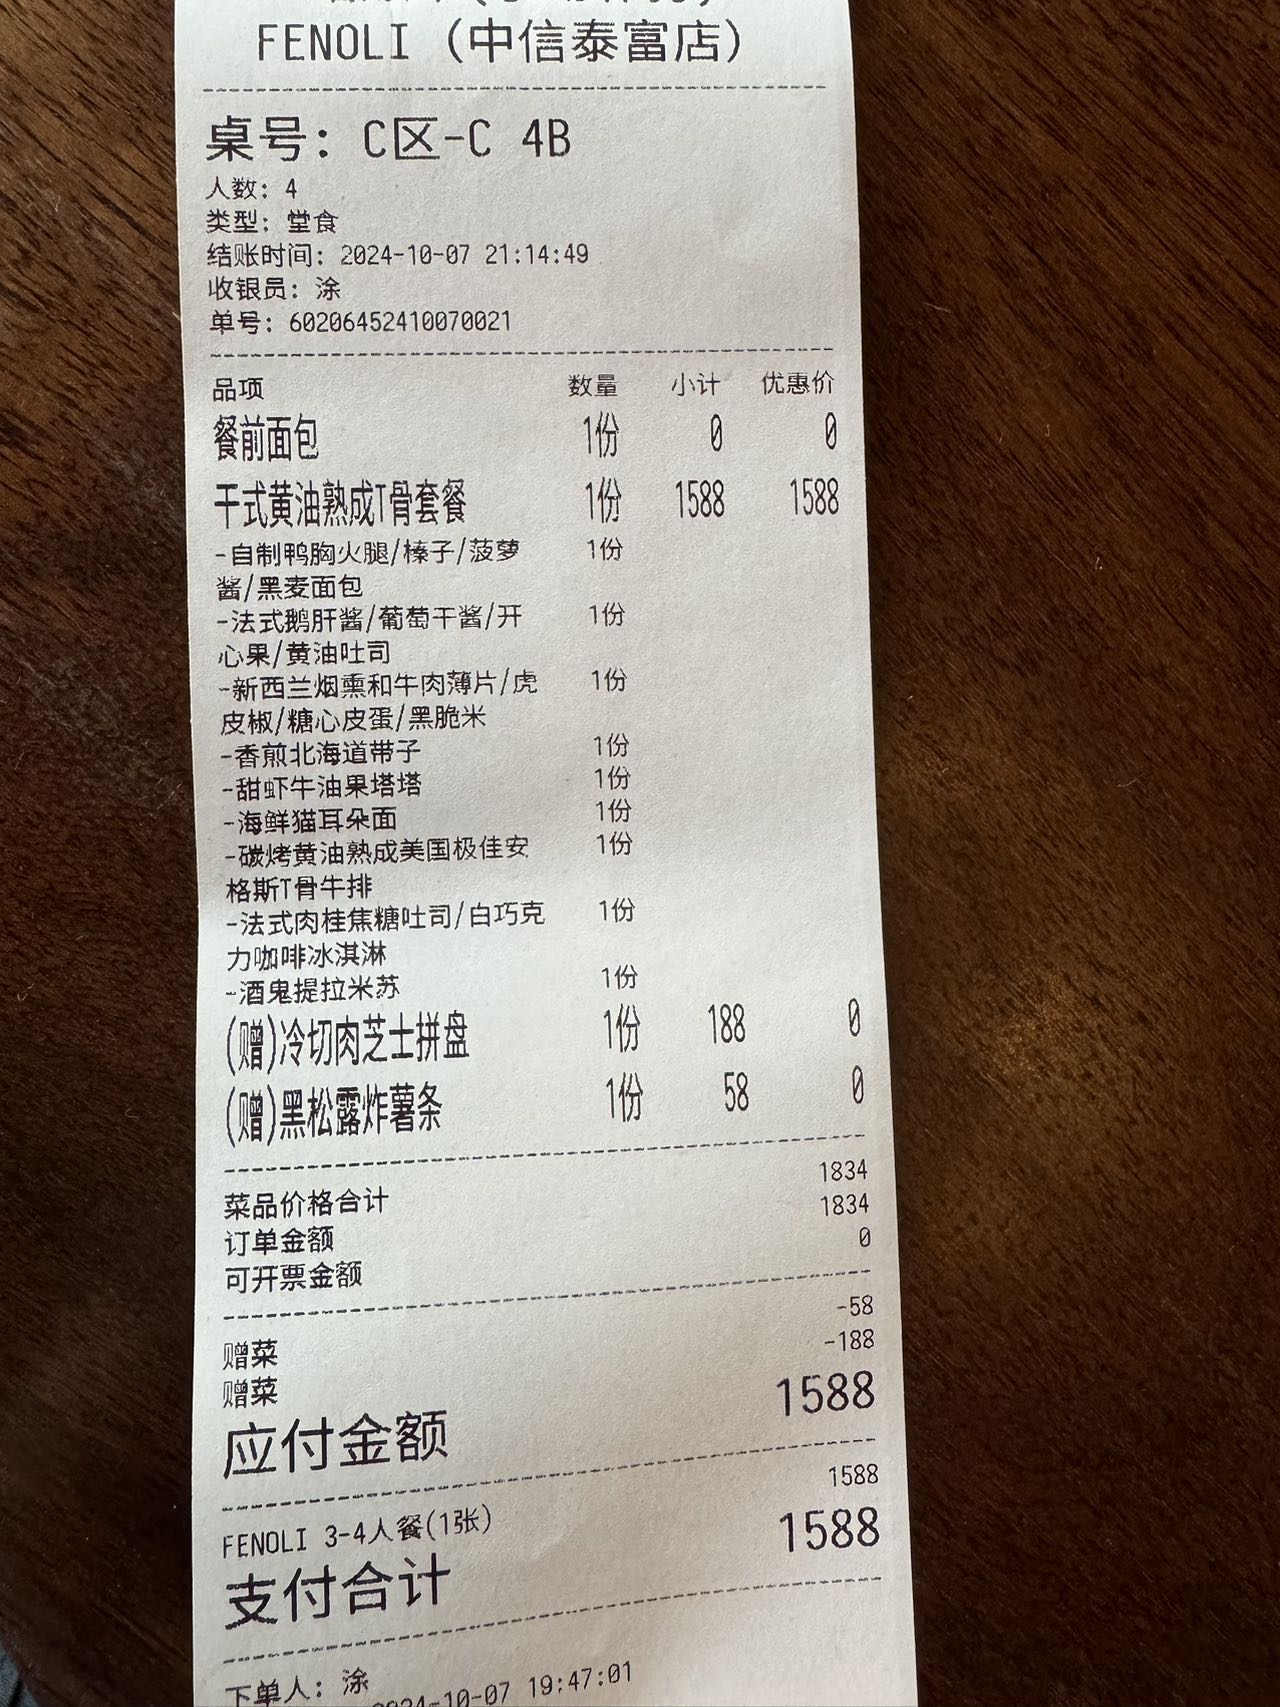 FENOLI (中信泰富店)
桌号: C区-C 4B
人数: 4
类型: 堂食
结账时间: 2024-10-07 21:14:49
收银员: 涂
单号: 60206452410070021
品项 数量 小计 优惠价
餐前面包 1份 0 0
干式黄油熟成T骨套餐 1份 1588 1588
-自制鸭胸火腿/榛子/菠萝 1份
酱/黑麦面包
-法式鹅肝酱/葡萄干酱/开 1份
心果/黄油吐司
-新西兰烟熏和牛肉薄片/虎 1份
皮椒/糖心皮蛋/黑脆米
-香煎北海道带子 1份
-甜虾牛油果塔塔 1份
-海鲜猫耳朵面 1份
-碳烤黄油熟成美国极佳安 1份
格斯T骨牛排
-法式肉桂焦糖吐司/白巧克 1份
力咖啡冰淇淋
-酒鬼提拉米苏 1份
(赠)冷切肉芝士拼盘 1份 188 0
(赠)黑松露炸薯条 1份 58 0
菜品价格合计 1834
订单金额 1834
可开票金额 0
赠菜 -58
赠菜 -188
应付金额 1588
FENOLI 3-4人餐(1张) 1588
支付合计 1588
下单人: 涂
2024-10-07 19:47:01